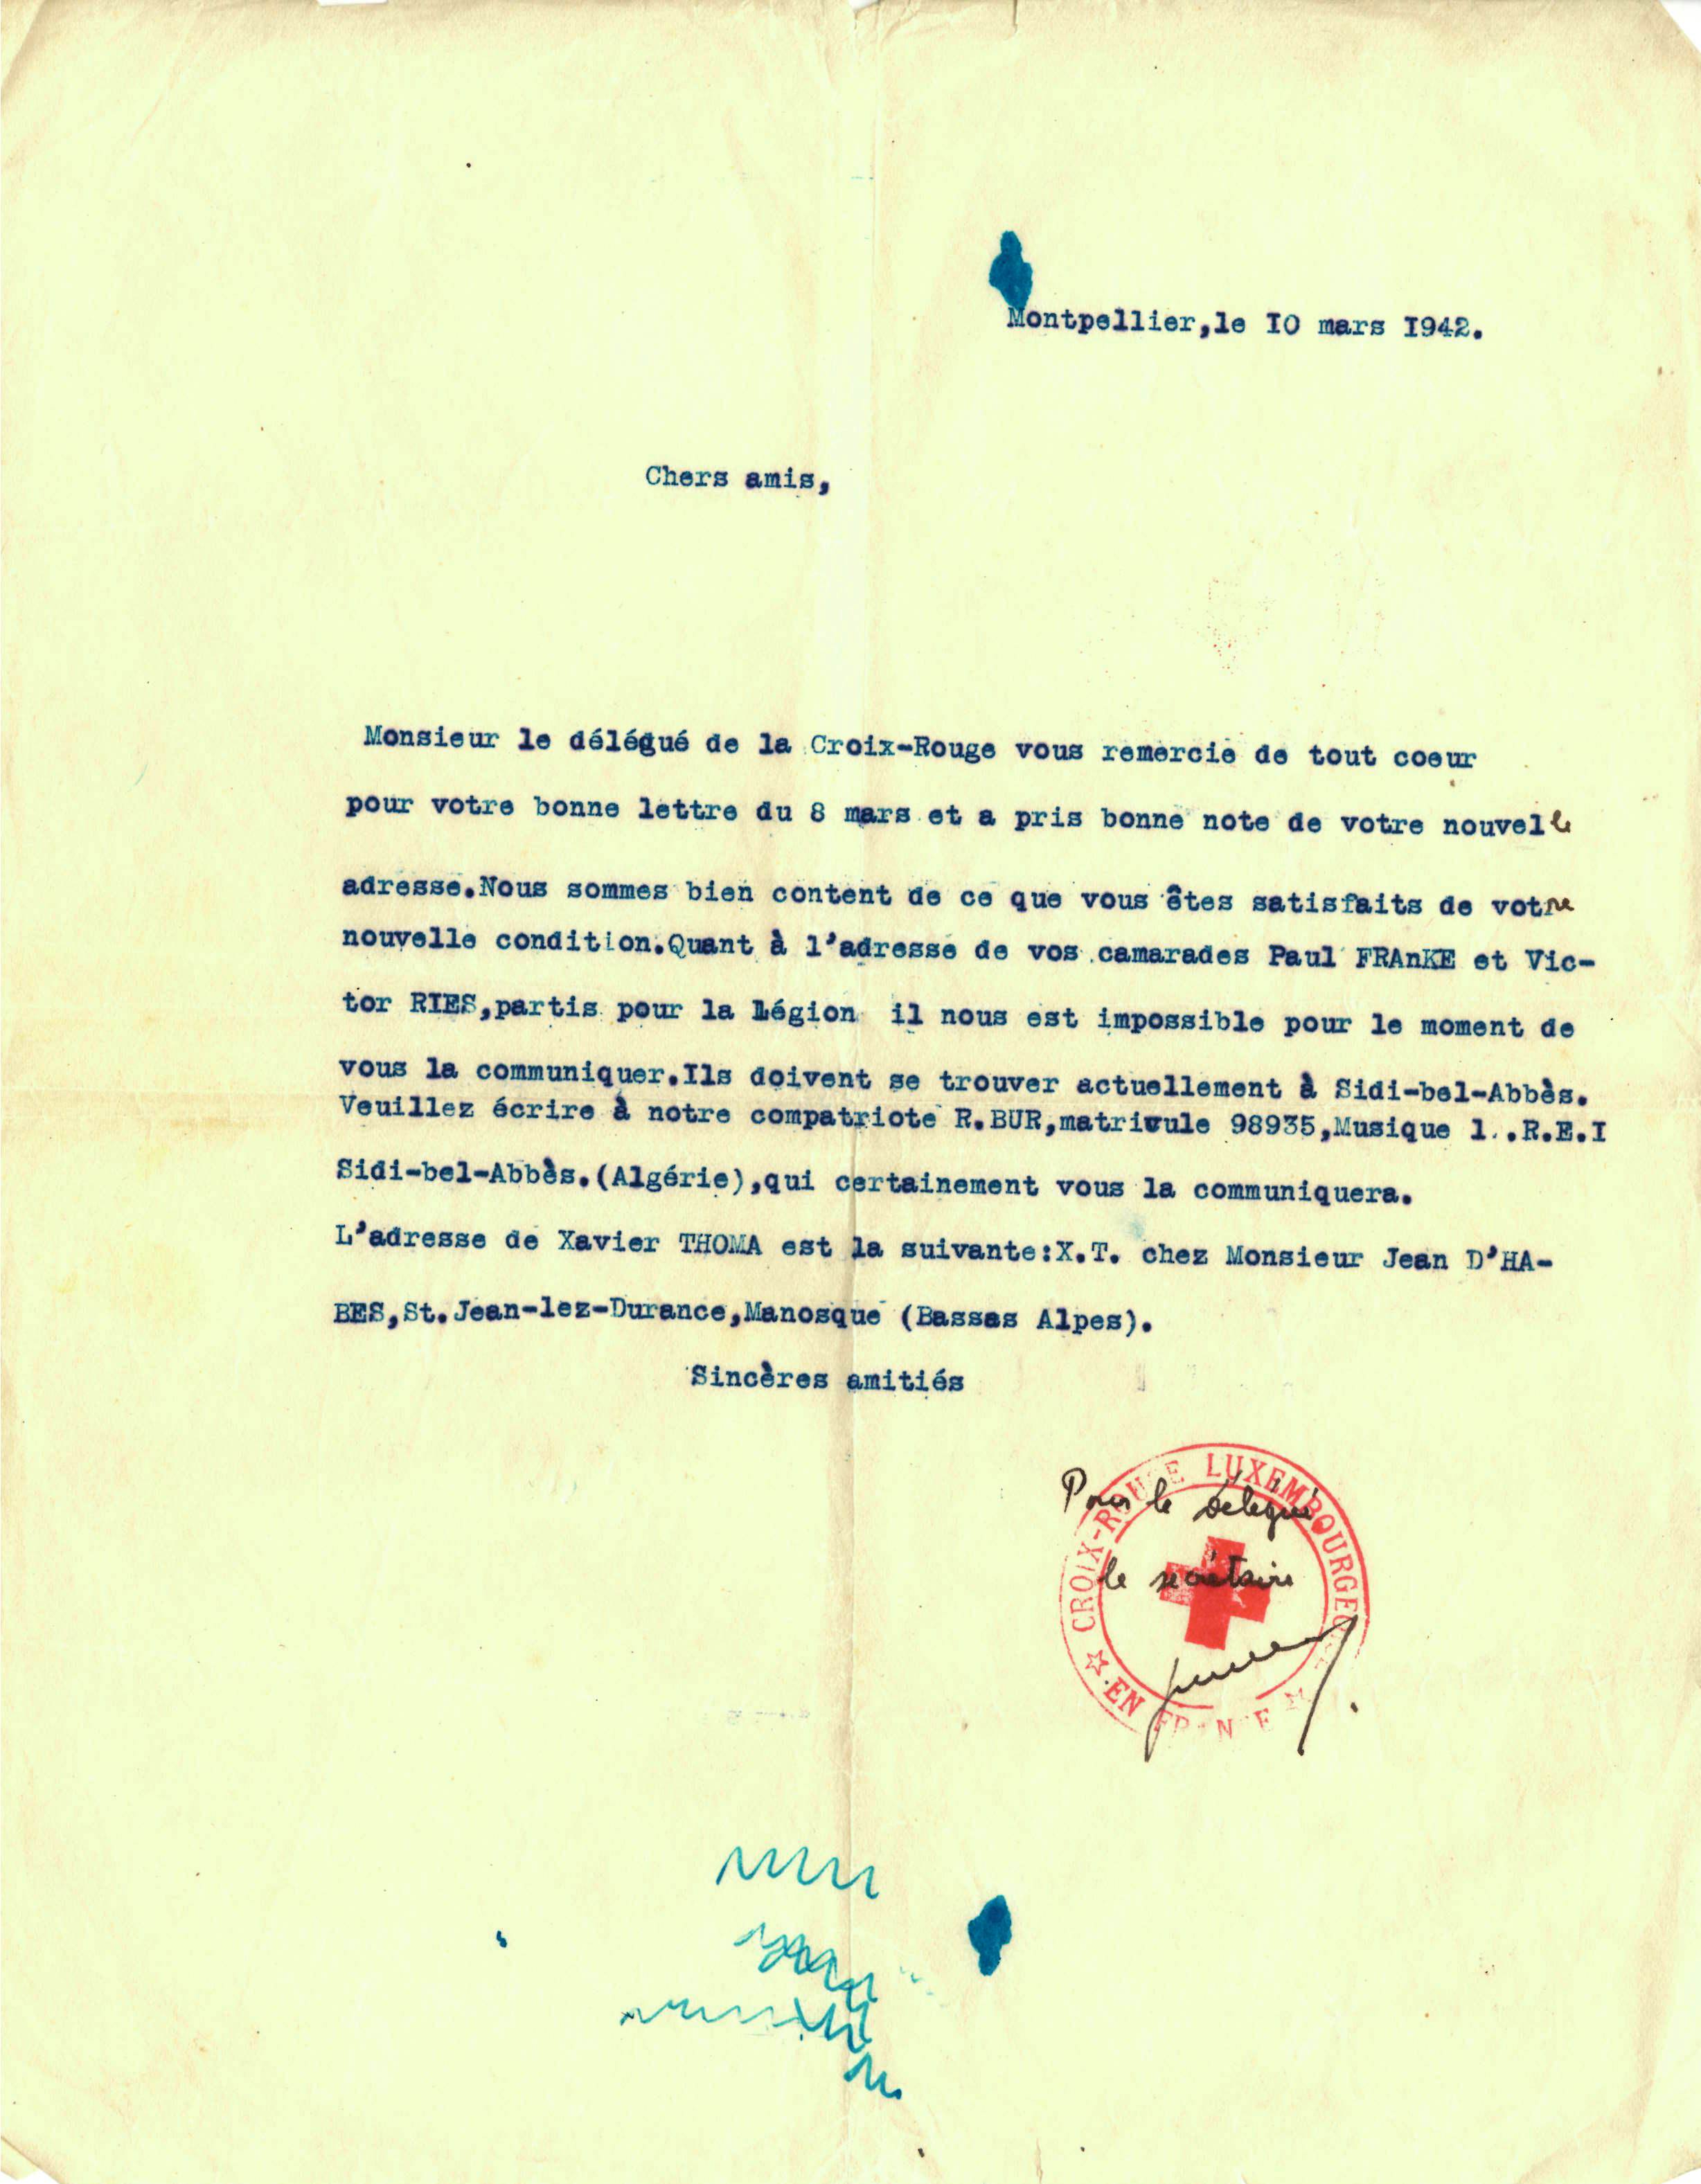 Montpellier,le IO mars I942.
Chers amis,
Monsieur le délégué de la Croix-Rouge vous remercie de tout coeur
pour votre bonne lettre du 8 mars et a pris bonne note de votre nouvelle
adresse.Nous sommes bien content de ce que vous êtes satisfaits de votre
nouvelle condition.Quant à l'adresse de vos camarades Paul FRAnKE et Vic-
tor RIES,partis pour la Légion il nous est impossible pour le moment de
vous la communiquer.Ils doivent se trouver actuellement à Sidi-bel-Abbès.
Veuillez écrire à notre compatriote R.BUR,matricule 98935,Musique 1..R.E.I
Sidi-bel-Abbès.(Algérie),qui certainement vous la communiquera.
L'adresse de Xavier THOMA est la suivante:X.T. chez Monsieur Jean D'HA-
BES,St.Jean-lez-Durance,Manosque (Basses Alpes).
Sincères amitiés
Pour le délégué
le secrétaire
CROIX-ROUGE LUXEMBOURGEOISE
EN FRANCE